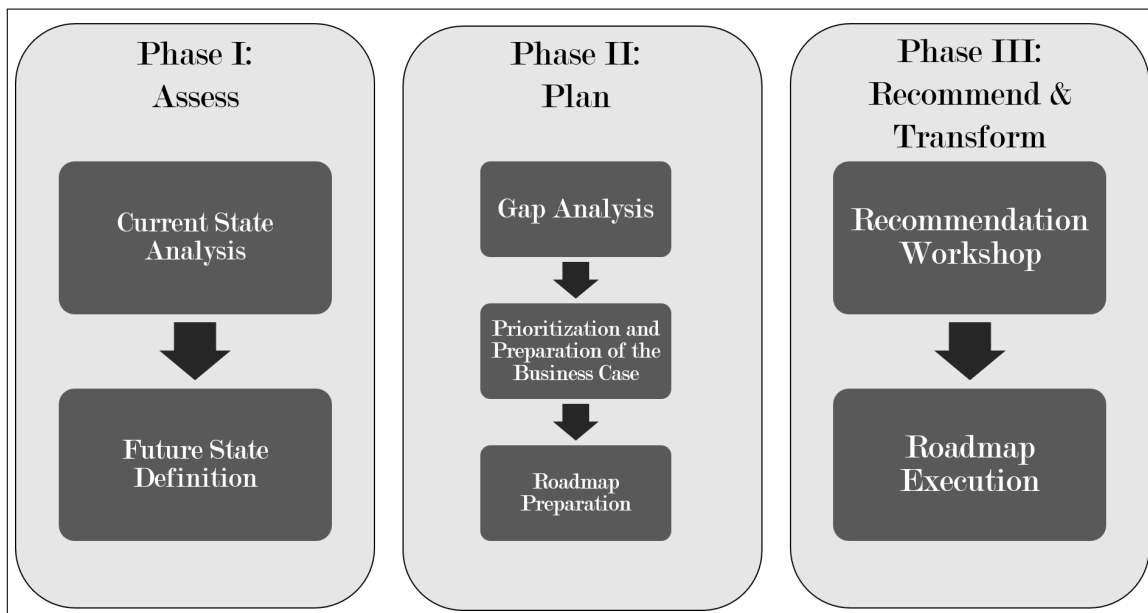 Phase I:
Assess
Current State
Analysis
Future State
Definition
Phase II:
Plan
Gap Analysis
Prioritization and
Preparation of the
Business Case
Roadmap
Preparation
Phase III:
Recommend &
Transform
Recommendation
Workshop
Roadmap
Execution